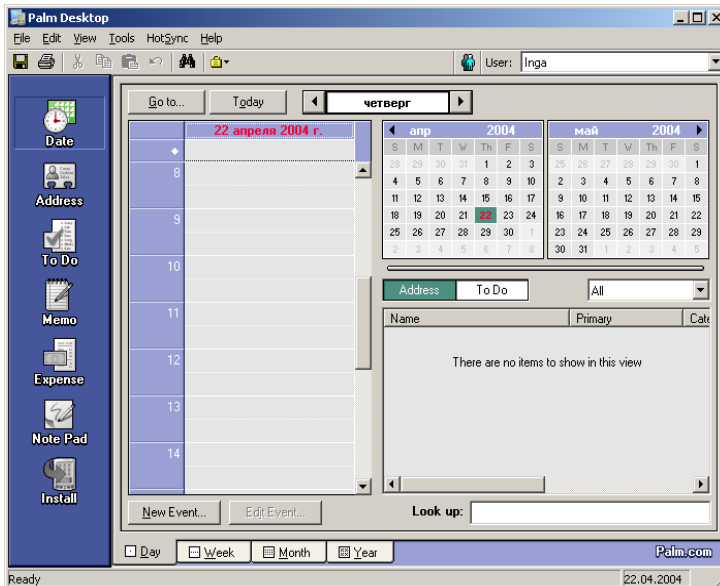 Palm Desktop
File Edit View Tools HotSync Help
User: Inga
Date
Address
To Do
Memo
Expense
Note Pad
Install
Go to... Today четверг
22 апреля 2004 г.
8
9
10
11
12
13
14
апр 2004
S M T W Th F S
28 29 30 31 1 2 3
4 5 6 7 8 9 10
11 12 13 14 15 16 17
18 19 20 21 22 23 24
25 26 27 28 29 30 1
2 3 4 5 6 7 8
май 2004
S M T W Th F S
25 26 27 28 29 30 1
2 3 4 5 6 7 8
9 10 11 12 13 14 15
16 17 18 19 20 21 22
23 24 25 26 27 28 29
30 31 1 2 3 4 5
Address To Do All
Name Primary Cate
There are no items to show in this view
New Event... Edit Event... Look up:
Day Week Month Year Palm.com
Ready 22.04.2004